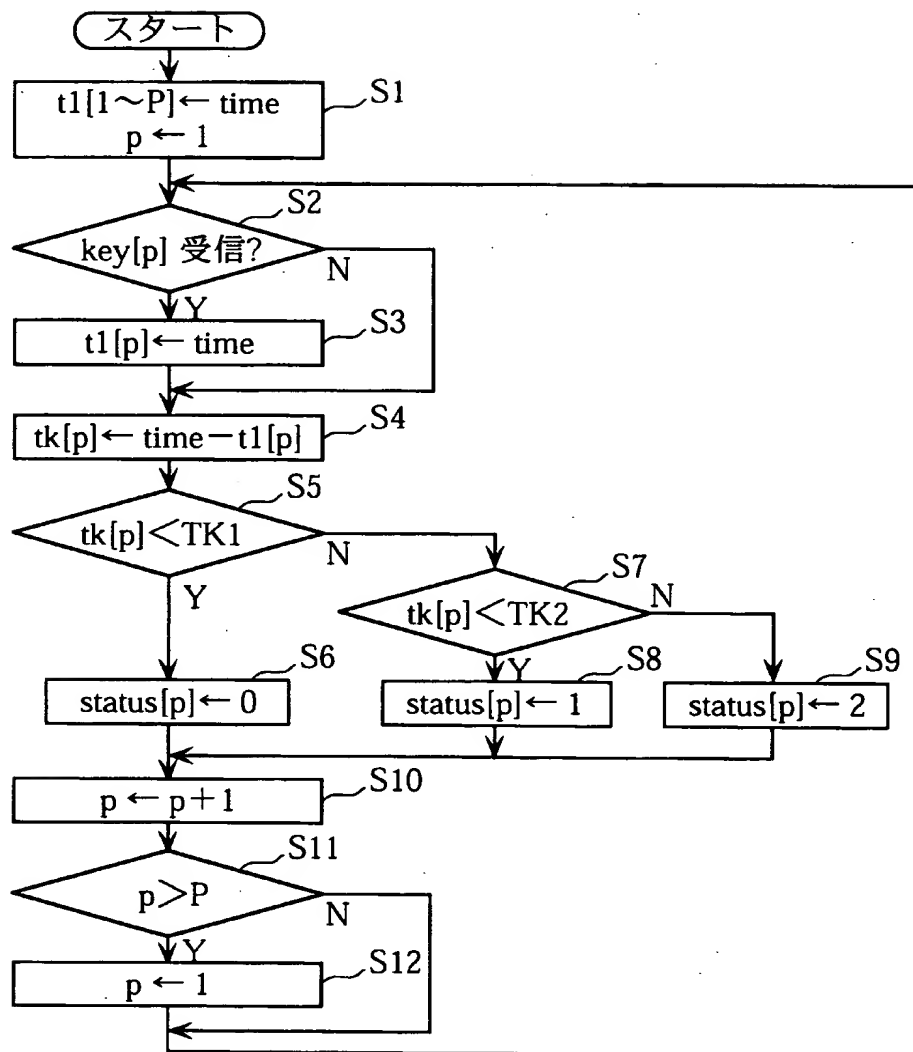 スタート
S1
t1[1～P]←time
p←1
S2
key[p] 受信?
N
Y
S3
t1[p]←time
S4
tk[p]←time－t1[p]
S5
tk[p]＜TK1
N
Y
S7
tk[p]＜TK2
N
Y
S6
status[p]←0
S8
status[p]←1
S9
status[p]←2
S10
p←p+1
S11
p＞P
N
Y
S12
p←1